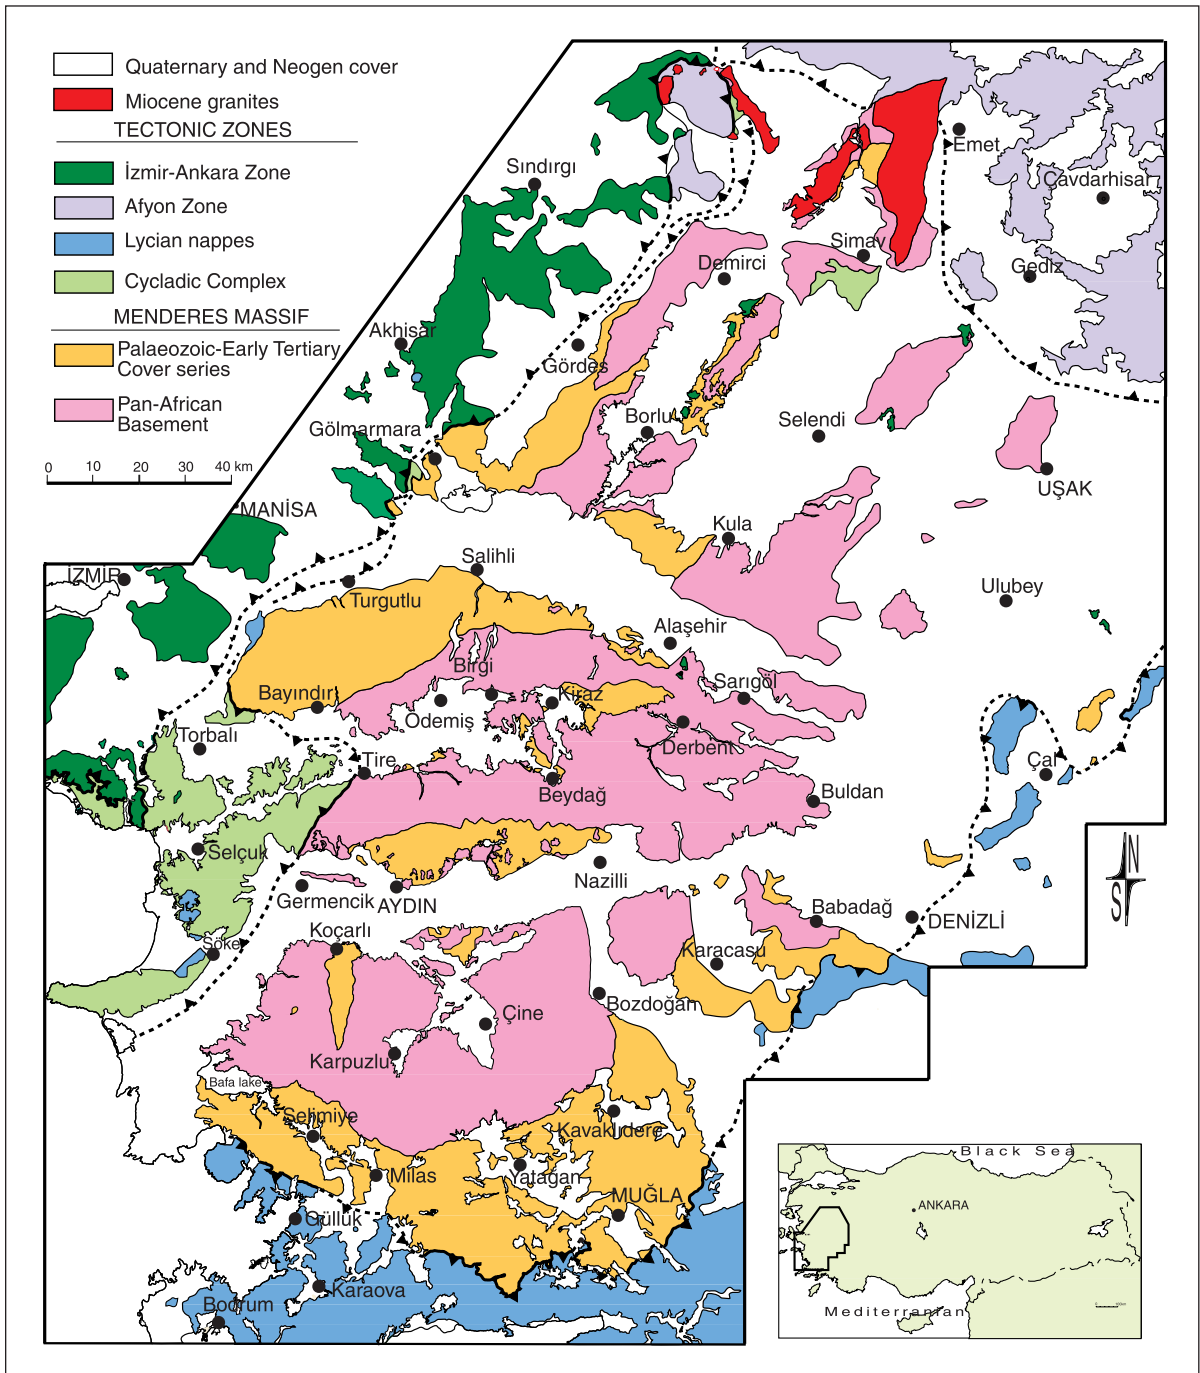 Quaternary and Neogen cover
Miocene granites
TECTONIC ZONES
İzmir-Ankara Zone
Afyon Zone
Lycian nappes
Cycladic Complex
MENDERES MASSIF
Palaeozoic-Early Tertiary
Cover series
Pan-African
Basement
0 10 20 30 40 km
Emet
Sındırgı
Çavdarhisar
Simav
Demirci
Gediz
Akhisar
Gördes
Borlu
Selendi
Gölmarmara
UŞAK
MANİSA
Kula
Salihli
İZMİR
Turgutlu
Ulubey
A
Alaşehir
Birgi
Sarıgöl
Bayındır
Kiraz
Ödemiş
Torbalı
Derbent
Tire
Çal
Beydağ
Buldan
Selçuk
Nazilli
Germencik
AYDIN
Babadağ
DENİZLİ
Koçarlı
Söke
Karacasu
Bozdoğan
Çine
Karpuzlu
Bafa lake
Selimiye
Kavaklıdere
Milas
Yatağan
MUĞLA
Güllük
Karaova
Bodrum
N
S
Black Sea
ANKARA
Mediterranian